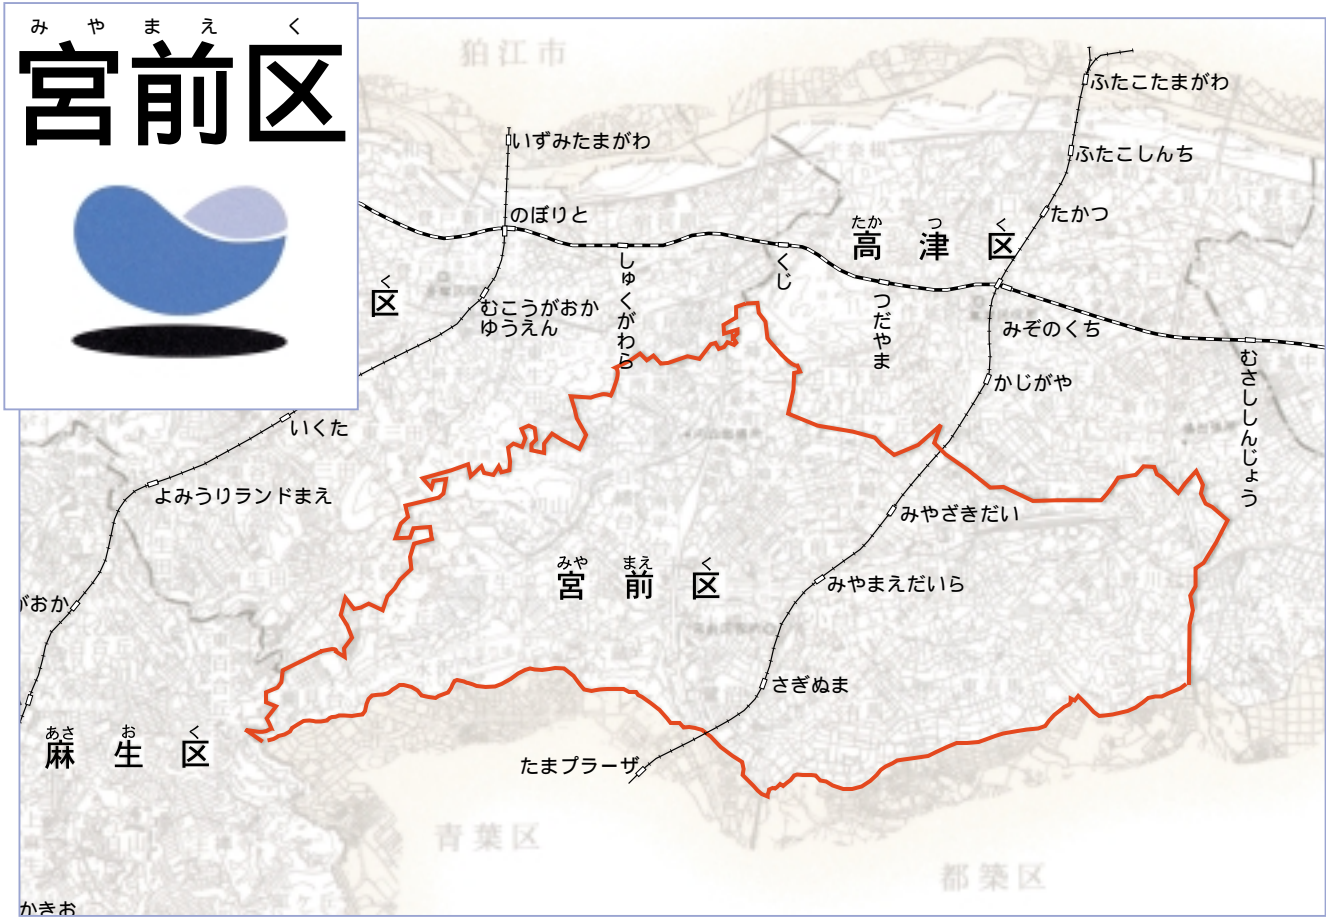 みやまえく
宮前区
狛江市
いずみたまがわ
のぼりと
ふたこたまがわ
ふたこしんち
たかつ
たかつく
高津区
く
区
むこうがおか
ゆうえん
しゅくがわら
くじ
つだやま
みぞのくち
かじがや
むさししんじょう
いくた
よみうりランドまえ
みやざきだい
みやまえく
宮前区
みやまえだいら
がおか
さぎぬま
あさおく
麻生区
たまプラーザ
青葉区
都築区
かきお